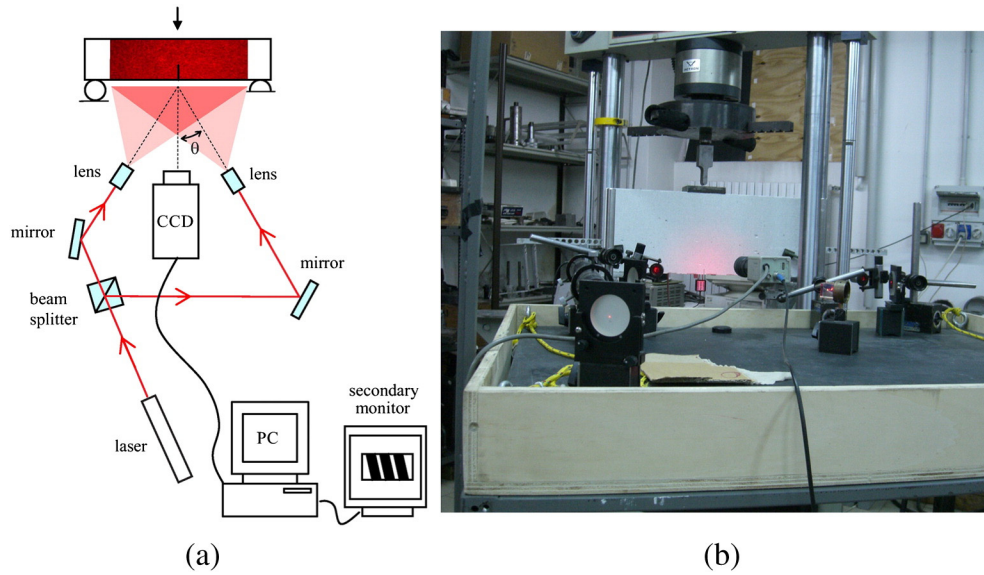 θ
lens
lens
CCD
mirror
mirror
beam
splitter
secondary
monitor
PC
laser
(a)
(b)